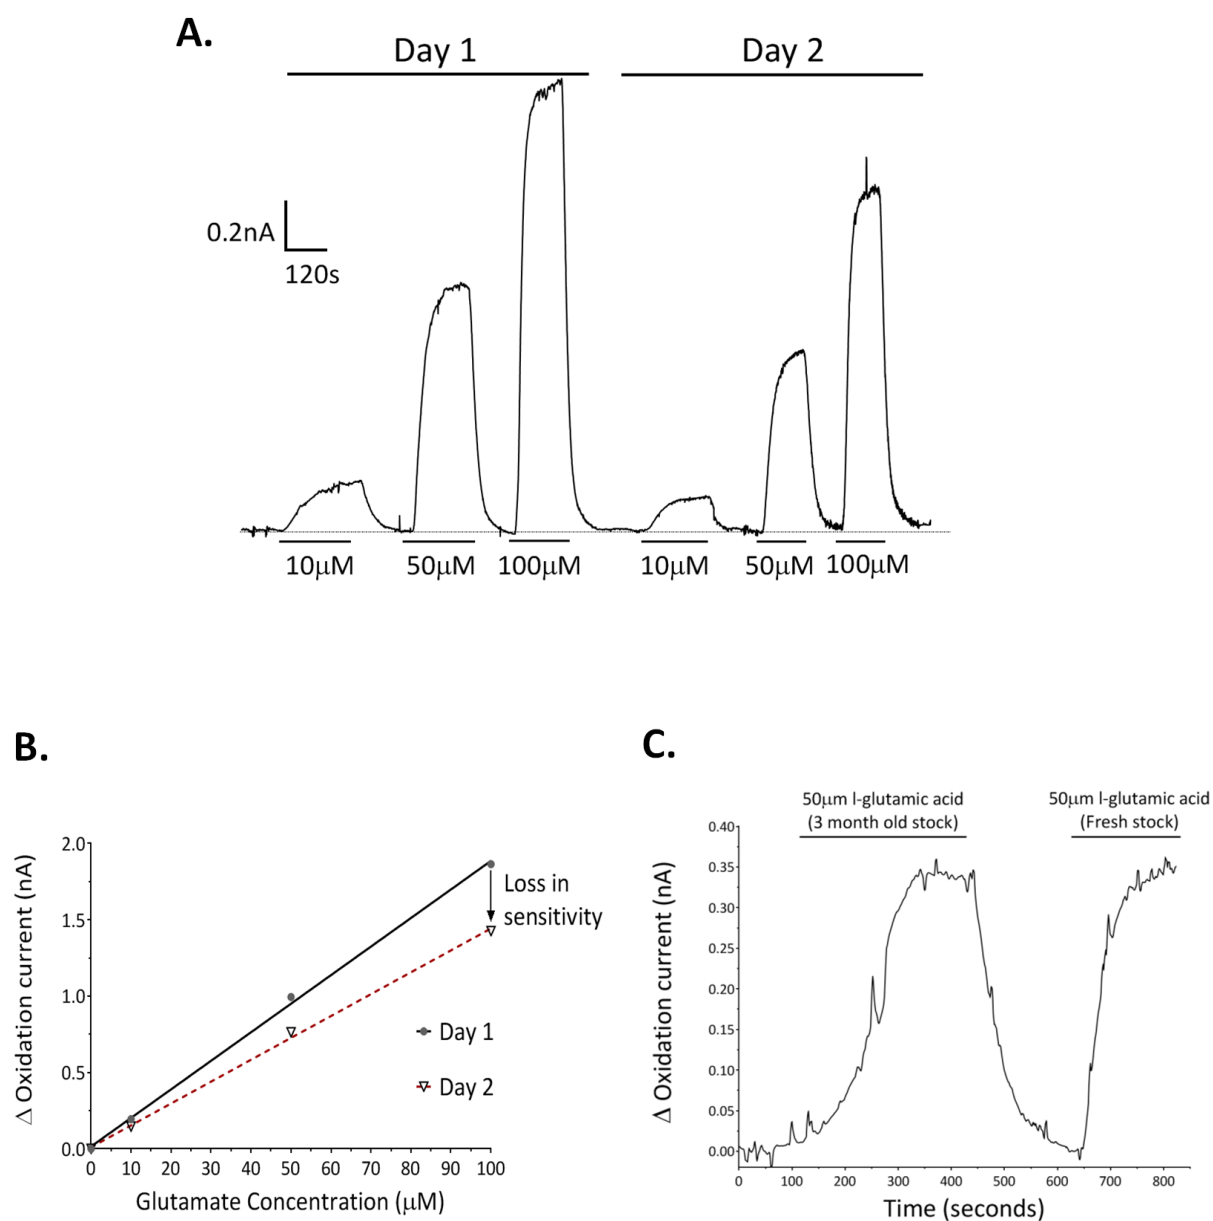 A.
Day 1
Day 2
0.2nA
120s
10μM
50μM
100μM
10μM
50μM
100μM
B.
Δ Oxidation current (nA)
2.0
1.5
1.0
0.5
0.0
Loss in
sensitivity
Day 1
Day 2
0
10
20
30
40
50
60
70
80
90
100
Glutamate Concentration (μM)
C.
50μm l-glutamic acid
(3 month old stock)
50μm l-glutamic acid
(Fresh stock)
Δ Oxidation current (nA)
0.40
0.35
0.30
0.25
0.20
0.15
0.10
0.05
0.00
0
100
200
300
400
500
600
700
800
Time (seconds)